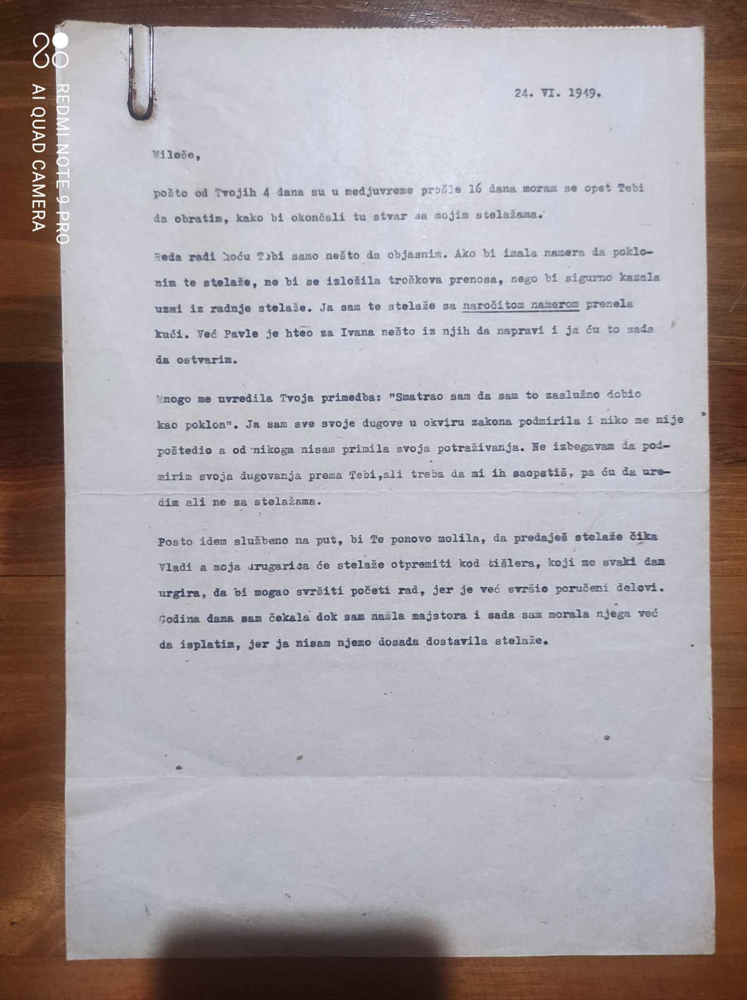 24. VI. 1949.
Miloše,
pošto od Tvojih 4 dana su u medjuvreme prošle 16 dana moram se opet Tebi
da obratim, kako bi okončali tu stvar sa mojim stelažama.
Reda radi hoću Tebi samo nešto da objasnim. Ako bi imala namera da poklo-
nim te stelaže, ne bi se izložila troškova prenosa, nego bi sigurno kazala
uzmi iz radnje stelaže. Ja sam te stelaže sa naročitom namerom prenela
kući. Već Pavle je hteo za Ivana nešto iz njih da napravi i ja ću to sada
da ostvarim.
Mnogo me uvredila Tvoja primedba: "Smatrao sam da sam to zaslužno dobio
kao poklon". Ja sam sve svoje dugove u okviru zakona podmirila i niko me nije
poštedio a od nikoga nisam primila svoja potraživanja. Ne izbegavam da pod-
mirim svoja dugovanja prema Tebi,ali treba da mi ih saopstiš, pa ću da ure-
dim ali ne sa stelažama.
Posto idem službeno na put, bi Te ponovo molila, da predaješ stelaže čika
Vladi a moja drugarica će stelaže otpremiti kod tišlera, koji me svaki dan
urgira, da bi mogao svršiti početi rad, jer je već svršio poručeni delovi.
Godina dana sam čekala dok sam našla majstora i sada sam morala njega već
da isplatim, jer ja nisam njemo dosada dostavila stelaže.
REDMI NOTE 9 PRO
AI QUAD CAMERA